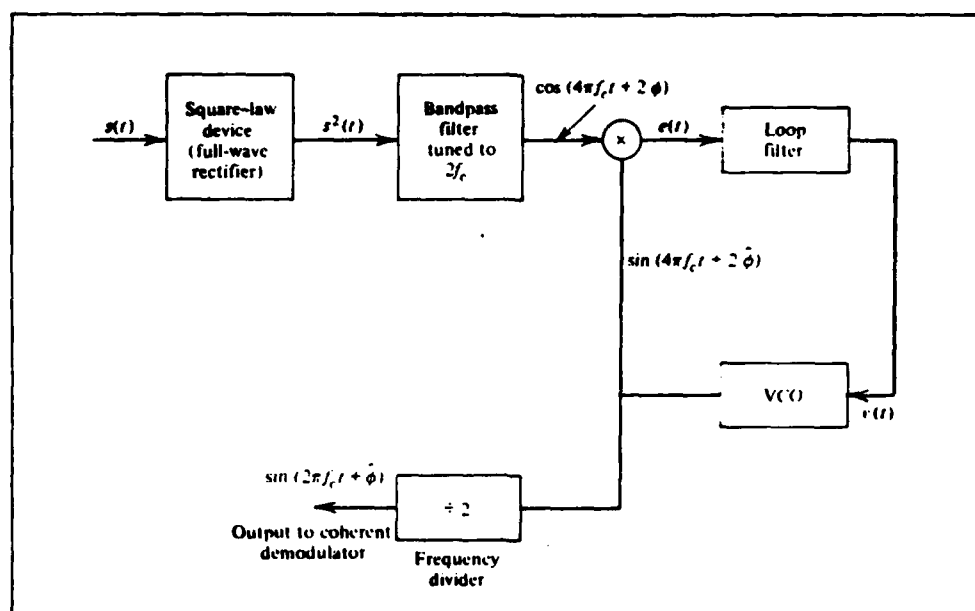 cos (4πf_c t + 2ϕ)
s(t)
Square-law
device
(full-wave
rectifier)
s²(t)
Bandpass
filter
tuned to
2f_c
×
e(t)
Loop
filter
sin (4πf_c t + 2ϕ̂)
VCO
v(t)
sin (2πf_c t + ϕ̂)
÷ 2
Output to coherent
demodulator
Frequency
divider